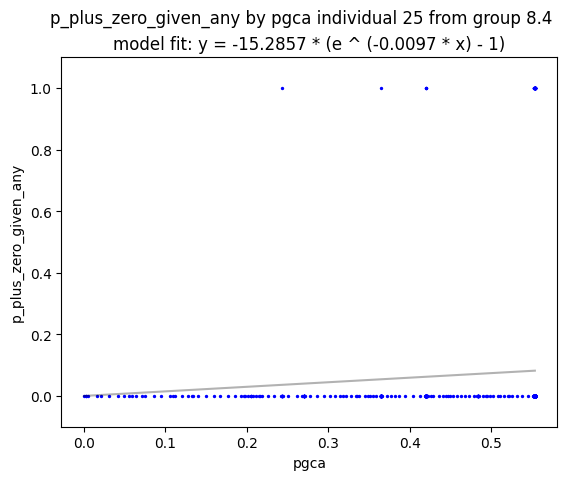 p_plus_zero_given_any by pgca individual 25 from group 8.4
model fit: y = -15.2857 * (e ^ (-0.0097 * x) - 1)
1.0
0.8
0.6
0.4
0.2
0.0
p_plus_zero_given_any
0.0 0.1 0.2 0.3 0.4 0.5
pgca